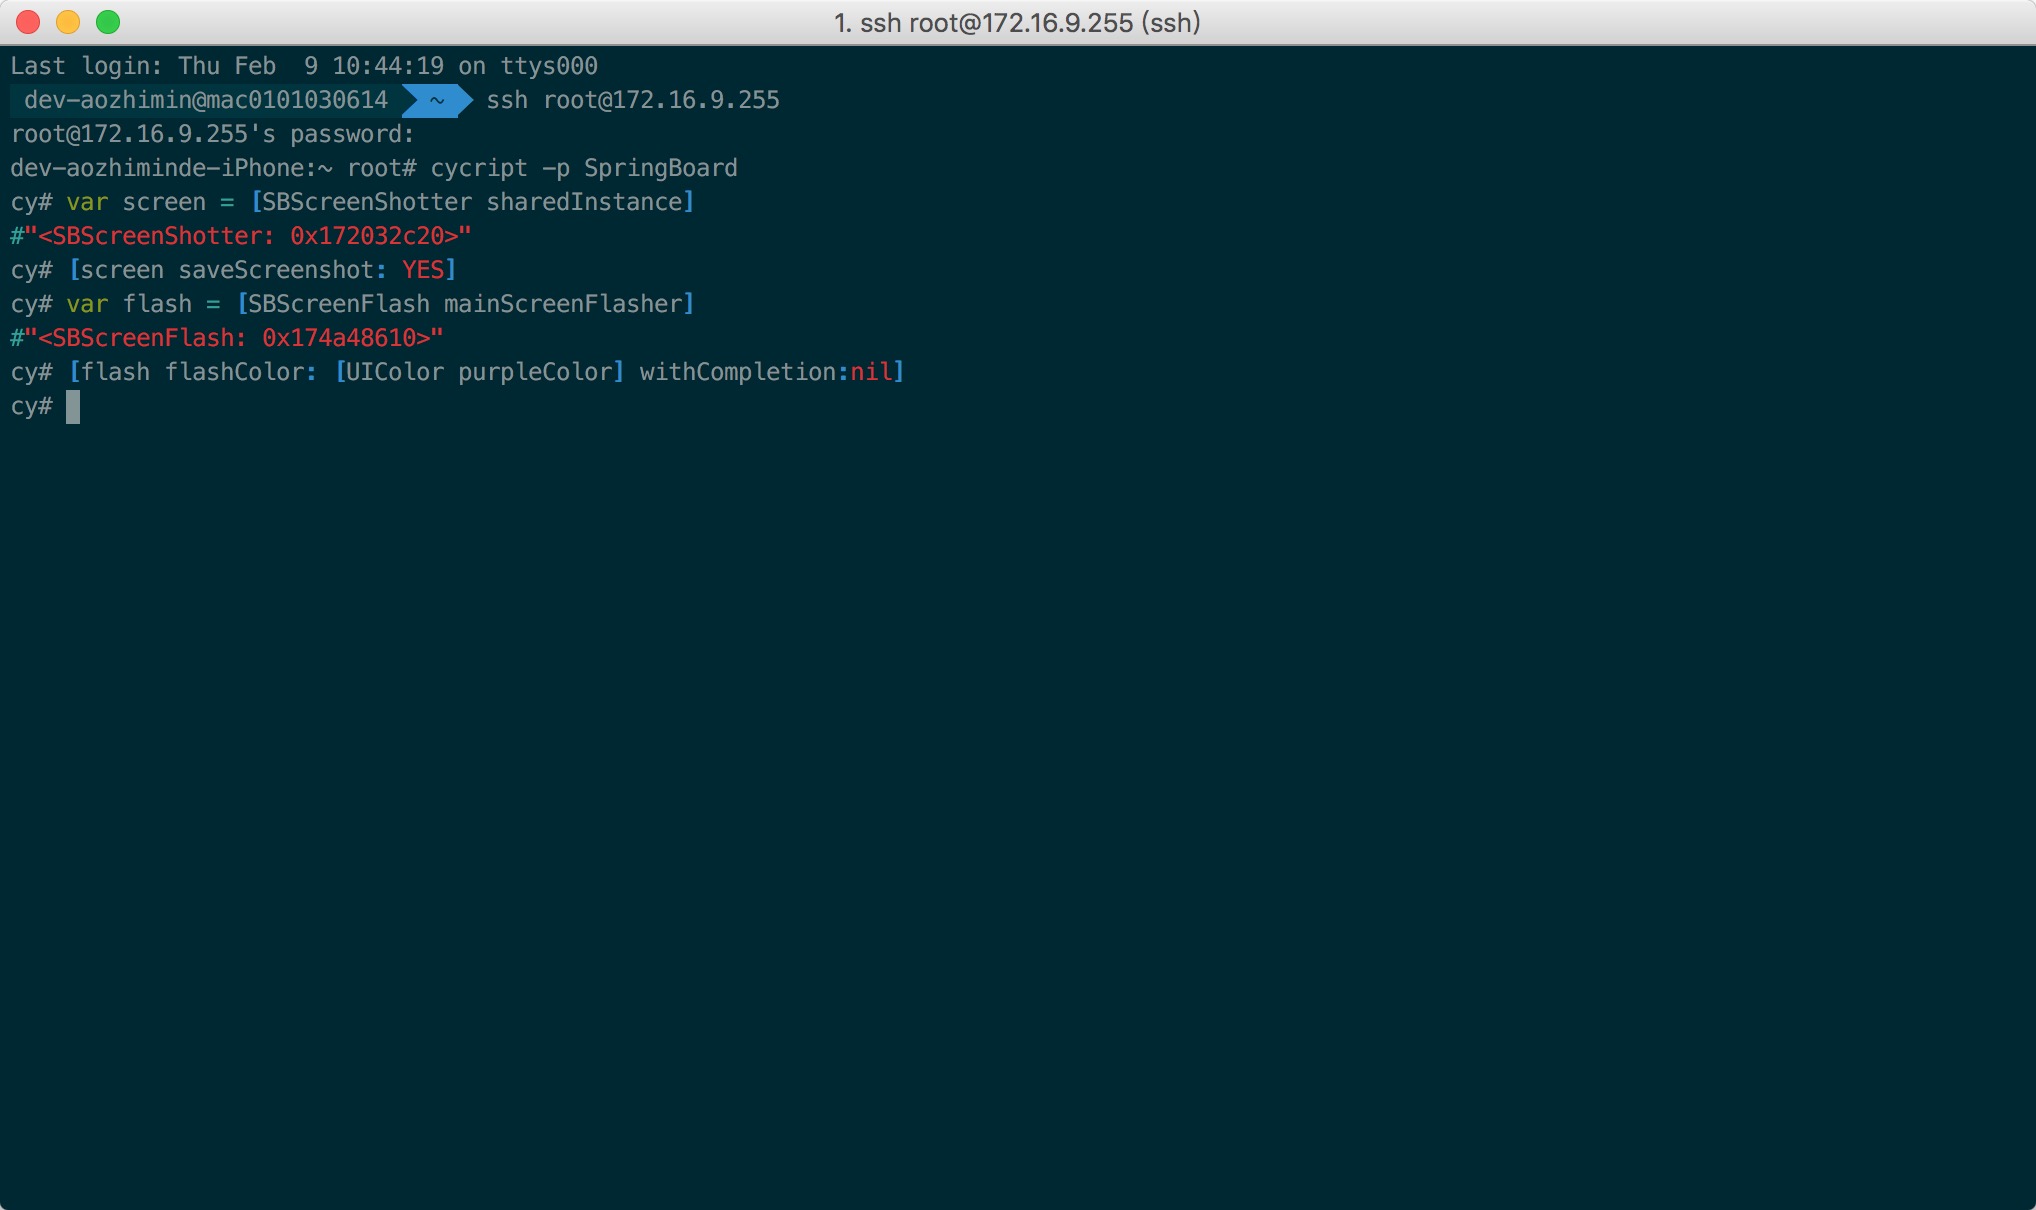 1. ssh root@172.16.9.255 (ssh)
Last login: Thu Feb  9 10:44:19 on ttys000
dev-aozhimin@mac0101030614 ~ ssh root@172.16.9.255
root@172.16.9.255's password:
dev-aozhiminde-iPhone:~ root# cycript -p SpringBoard
cy# var screen = [SBScreenShotter sharedInstance]
#"<SBScreenShotter: 0x172032c20>"
cy# [screen saveScreenshot: YES]
cy# var flash = [SBScreenFlash mainScreenFlasher]
#"<SBScreenFlash: 0x174a48610>"
cy# [flash flashColor: [UIColor purpleColor] withCompletion:nil]
cy#